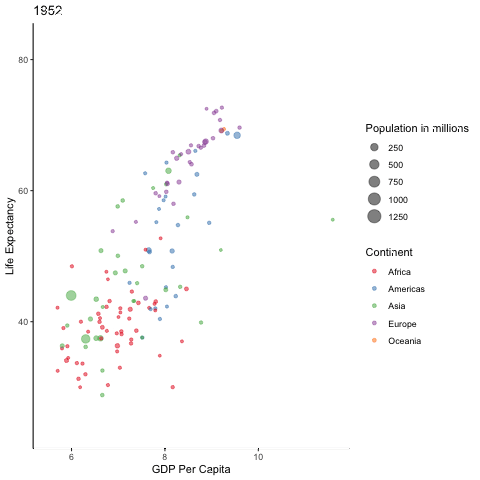 1952
80
60
40
6
8
10
Life Expectancy
GDP Per Capita
Population in millions
250
500
750
1000
1250
Continent
Africa
Americas
Asia
Europe
Oceania